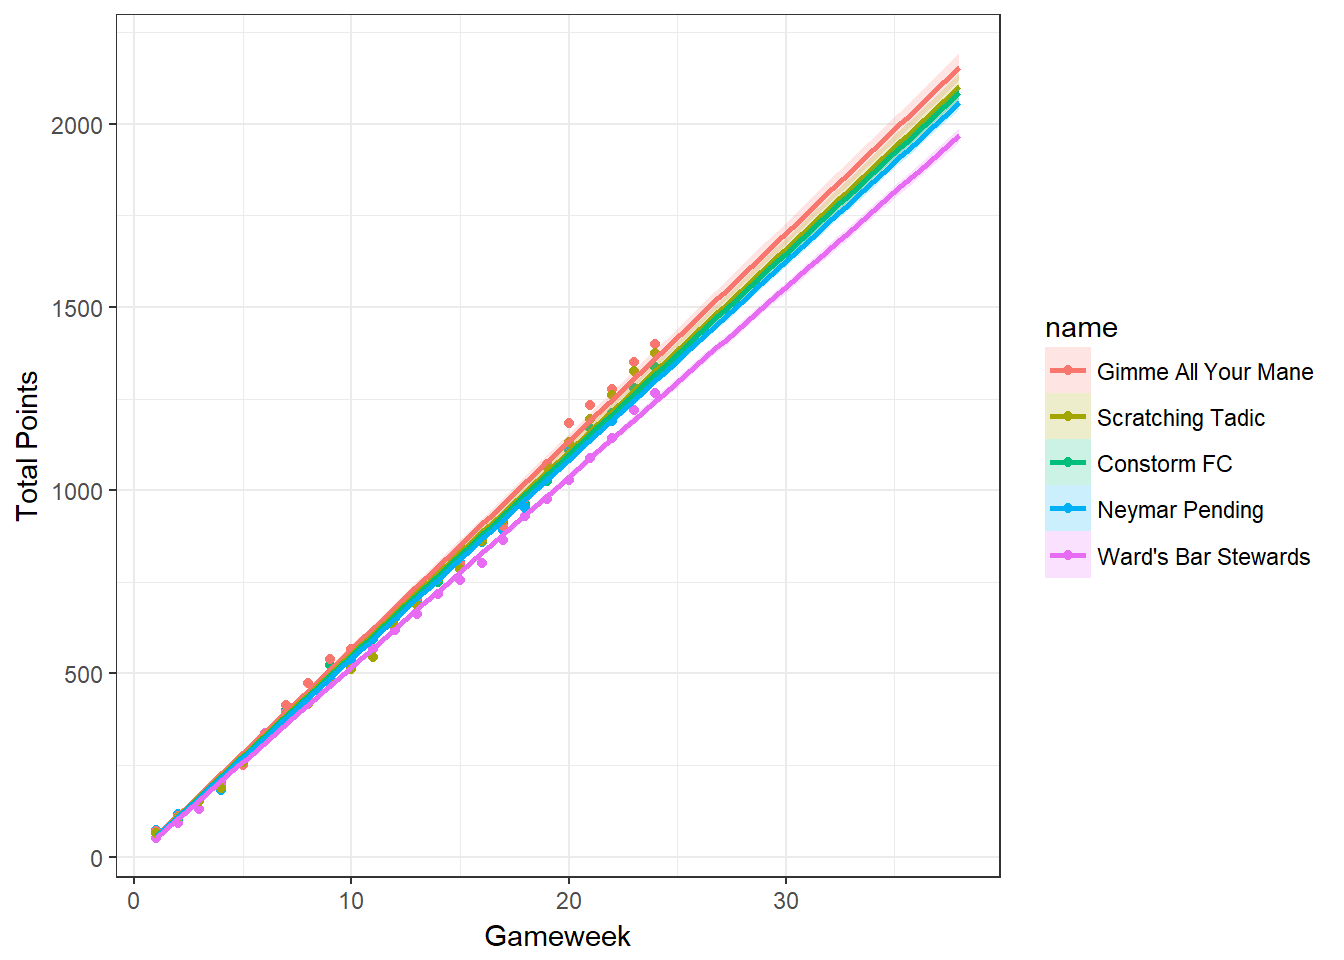 2000
1500
1000
500
0
0 10 20 30
Total Points
Gameweek
name
Gimme All Your Mane
Scratching Tadic
Constorm FC
Neymar Pending
Ward's Bar Stewards